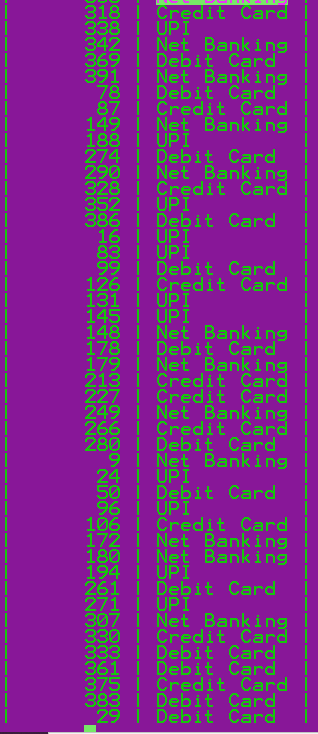 | 318 | Credit Card |
| 338 | UPI |
| 342 | Net Banking |
| 369 | Debit Card |
| 391 | Net Banking |
| 78 | Debit Card |
| 87 | Credit Card |
| 149 | Net Banking |
| 188 | UPI |
| 274 | Debit Card |
| 290 | Net Banking |
| 328 | Credit Card |
| 352 | UPI |
| 386 | Debit Card |
| 16 | UPI |
| 83 | UPI |
| 99 | Debit Card |
| 126 | Credit Card |
| 131 | UPI |
| 145 | UPI |
| 148 | Net Banking |
| 178 | Debit Card |
| 179 | Net Banking |
| 213 | Credit Card |
| 227 | Credit Card |
| 249 | Net Banking |
| 266 | Credit Card |
| 280 | Debit Card |
| 9 | Net Banking |
| 24 | UPI |
| 50 | Debit Card |
| 96 | UPI |
| 106 | Credit Card |
| 172 | Net Banking |
| 180 | Net Banking |
| 194 | UPI |
| 261 | Debit Card |
| 271 | UPI |
| 307 | Net Banking |
| 330 | Credit Card |
| 333 | Debit Card |
| 361 | Debit Card |
| 375 | Credit Card |
| 383 | Debit Card |
| 29 | Debit Card |